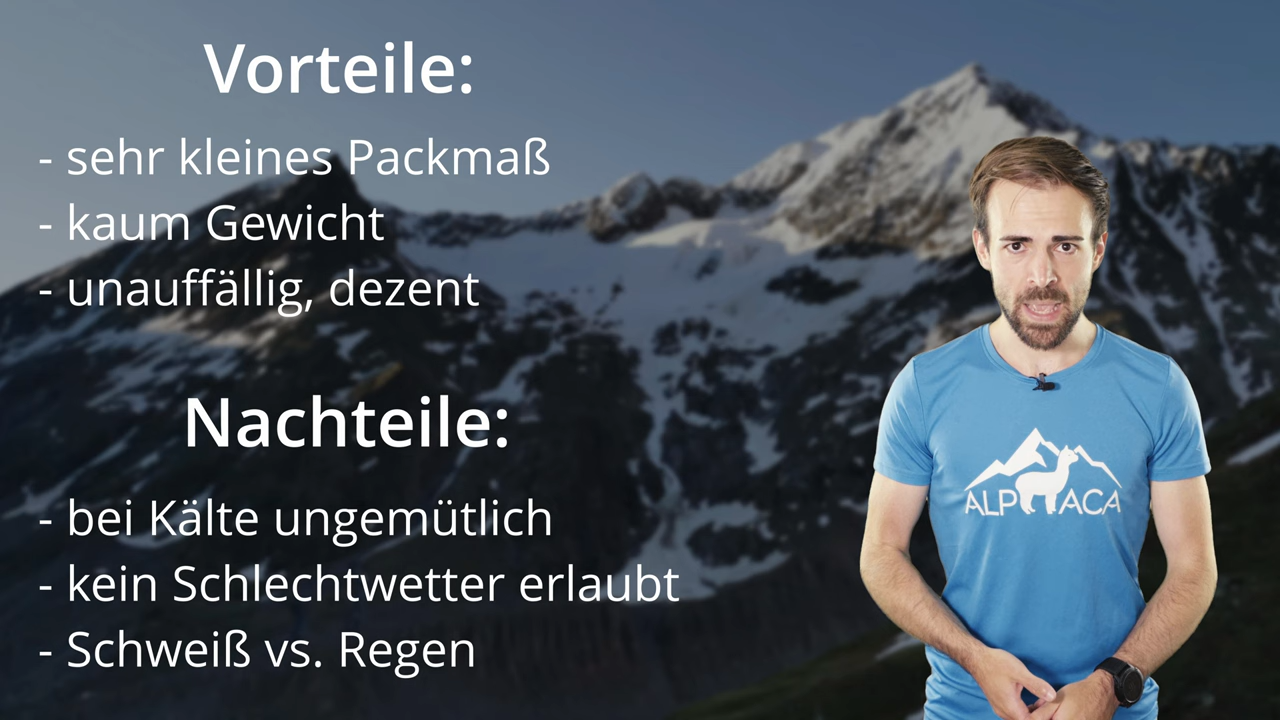 Vorteile:
- sehr kleines Packmaß
- kaum Gewicht
- unauffällig, dezent
Nachteile:
- bei Kälte ungemütlich
- kein Schlechtwetter erlaubt
- Schweiß vs. Regen
ALPACA